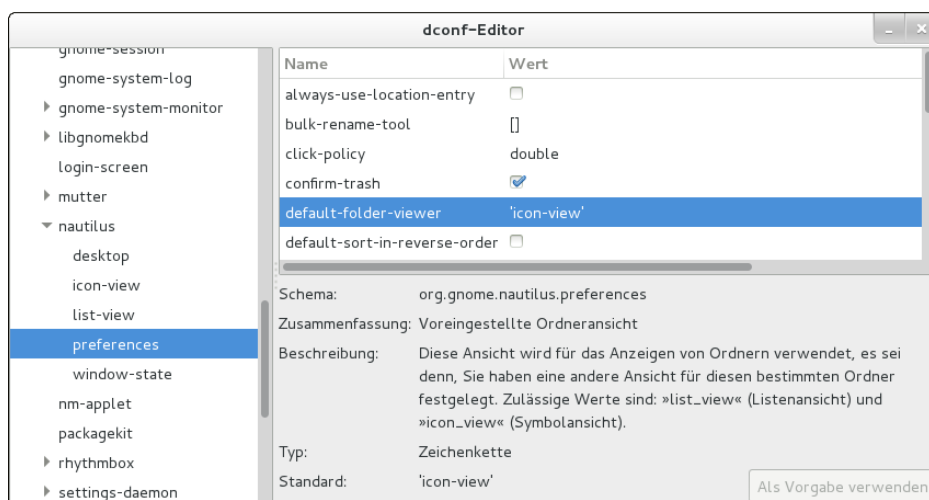 dconf-Editor
gnome-session
gnome-system-log
gnome-system-monitor
libgnomekbd
login-screen
mutter
nautilus
desktop
icon-view
list-view
preferences
window-state
nm-applet
packagekit
rhythmbox
settings-daemon
Name Wert
always-use-location-entry
bulk-rename-tool []
click-policy double
confirm-trash
default-folder-viewer 'icon-view'
default-sort-in-reverse-order
Schema: org.gnome.nautilus.preferences
Zusammenfassung: Voreingestellte Ordneransicht
Beschreibung: Diese Ansicht wird für das Anzeigen von Ordnern verwendet, es sei
denn, Sie haben eine andere Ansicht für diesen bestimmten Ordner
festgelegt. Zulässige Werte sind: »list_view« (Listenansicht) und
»icon_view« (Symbolansicht).
Typ: Zeichenkette
Standard: 'icon-view'
Als Vorgabe verwenden